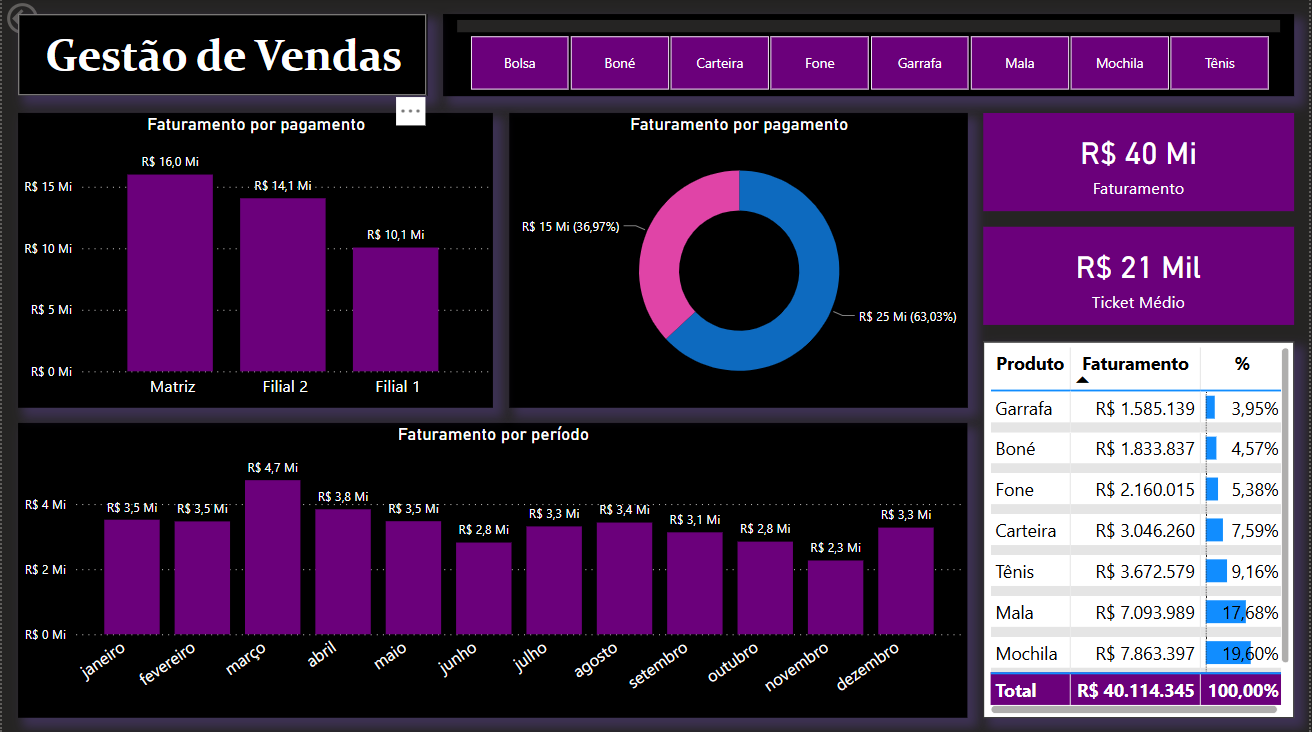 Gestão de Vendas
Bolsa
Boné
Carteira
Fone
Garrafa
Mala
Mochila
Tênis
Faturamento por pagamento
R$ 16,0 Mi
R$ 14,1 Mi
R$ 10,1 Mi
R$ 15 Mi
R$ 10 Mi
R$ 5 Mi
R$ 0 Mi
Matriz
Filial 2
Filial 1
Faturamento por pagamento
R$ 15 Mi (36,97%)
R$ 25 Mi (63,03%)
R$ 40 Mi
Faturamento
R$ 21 Mil
Ticket Médio
Faturamento por período
R$ 4 Mi
R$ 2 Mi
R$ 0 Mi
R$ 3,5 Mi
R$ 3,5 Mi
R$ 4,7 Mi
R$ 3,8 Mi
R$ 3,5 Mi
R$ 2,8 Mi
R$ 3,3 Mi
R$ 3,4 Mi
R$ 3,1 Mi
R$ 2,8 Mi
R$ 2,3 Mi
R$ 3,3 Mi
janeiro
fevereiro
março
abril
maio
junho
julho
agosto
setembro
outubro
novembro
dezembro
Produto Faturamento %
Garrafa R$ 1.585.139 3,95%
Boné R$ 1.833.837 4,57%
Fone R$ 2.160.015 5,38%
Carteira R$ 3.046.260 7,59%
Tênis R$ 3.672.579 9,16%
Mala R$ 7.093.989 17,68%
Mochila R$ 7.863.397 19,60%
Total R$ 40.114.345 100,00%